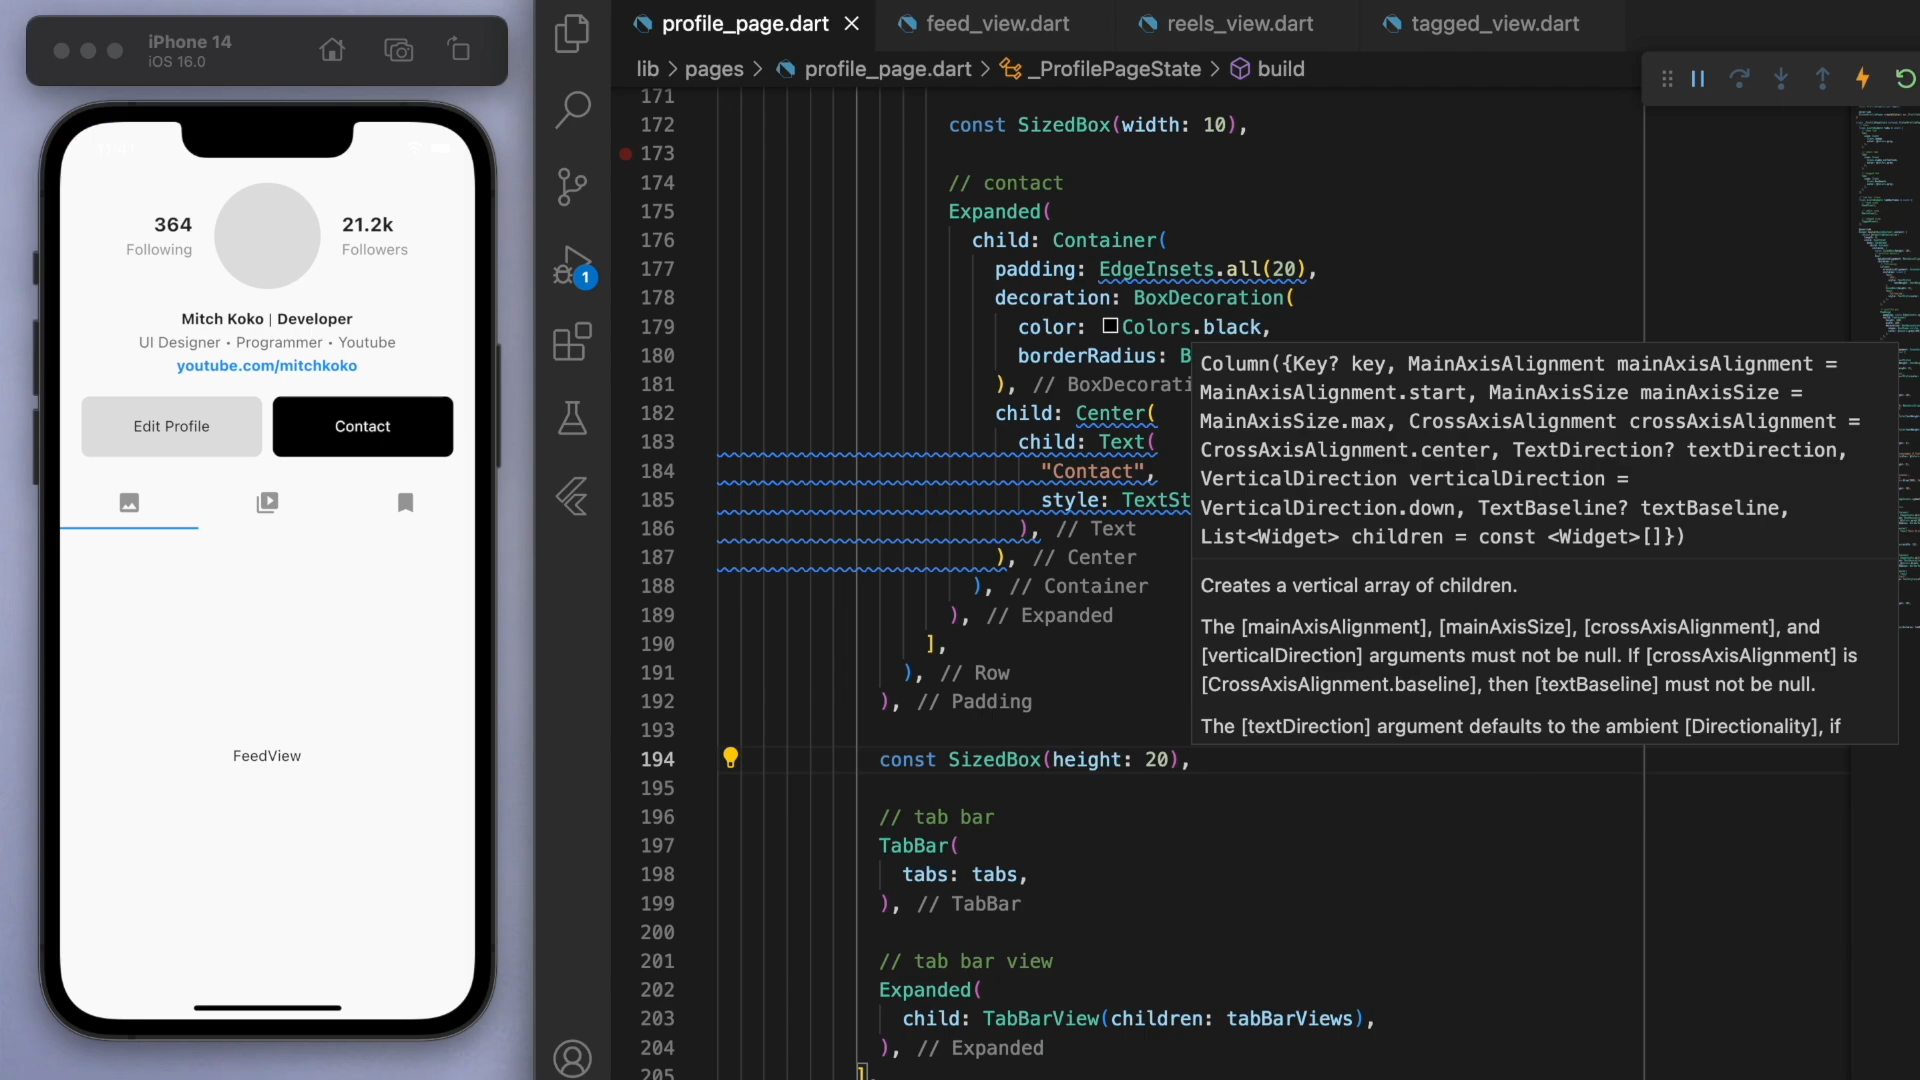 iPhone 14
iOS 16.0
364
Following
21.2k
Followers
Mitch Koko | Developer
UI Designer • Programmer • Youtube
youtube.com/mitchkoko
Edit Profile
Contact
FeedView
1
profile_page.dart
feed_view.dart
reels_view.dart
tagged_view.dart
lib > pages > profile_page.dart > _ProfilePageState > build
171
172 const SizedBox(width: 10),
173
174 // contact
175 Expanded(
176 child: Container(
177 padding: EdgeInsets.all(20),
178 decoration: BoxDecoration(
179 color: Colors.black,
180 borderRadius: B
181 ), // BoxDecorati
182 child: Center(
183 child: Text(
184 "Contact",
185 style: TextSt
186 ), // Text
187 ), // Center
188 ), // Container
189 ), // Expanded
190 ],
191 ), // Row
192 ), // Padding
193
194 const SizedBox(height: 20),
195
196 // tab bar
197 TabBar(
198 tabs: tabs,
199 ), // TabBar
200
201 // tab bar view
202 Expanded(
203 child: TabBarView(children: tabBarViews),
204 ), // Expanded
205 ],
Column({Key? key, MainAxisAlignment mainAxisAlignment =
MainAxisAlignment.start, MainAxisSize mainAxisSize =
MainAxisSize.max, CrossAxisAlignment crossAxisAlignment =
CrossAxisAlignment.center, TextDirection? textDirection,
VerticalDirection verticalDirection =
VerticalDirection.down, TextBaseline? textBaseline,
List<Widget> children = const <Widget>[]})
Creates a vertical array of children.
The [mainAxisAlignment], [mainAxisSize], [crossAxisAlignment], and
[verticalDirection] arguments must not be null. If [crossAxisAlignment] is
[CrossAxisAlignment.baseline], then [textBaseline] must not be null.
The [textDirection] argument defaults to the ambient [Directionality], if